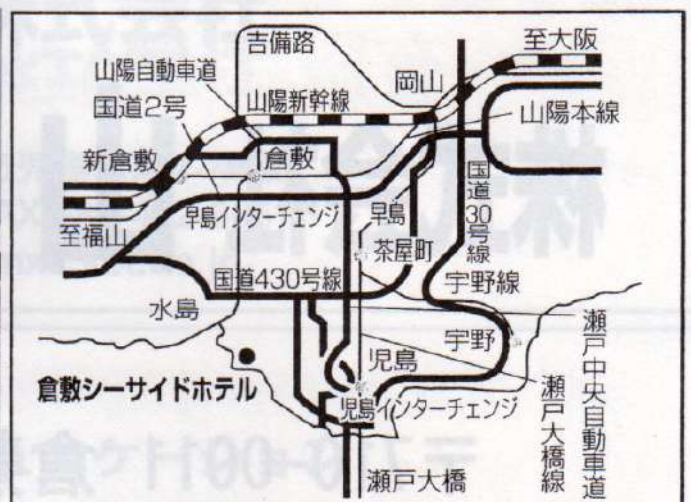 吉備路
至大阪
山陽自動車道
岡山
国道2号
山陽新幹線
山陽本線
新倉敷
倉敷
国道30号線
早島インターチェンジ
早島
至福山
茶屋町
国道430号線
宇野線
水島
宇野
児島
瀬戸中央自動車道
倉敷シーサイドホテル
瀬戸大橋線
児島インターチェンジ
瀬戸大橋